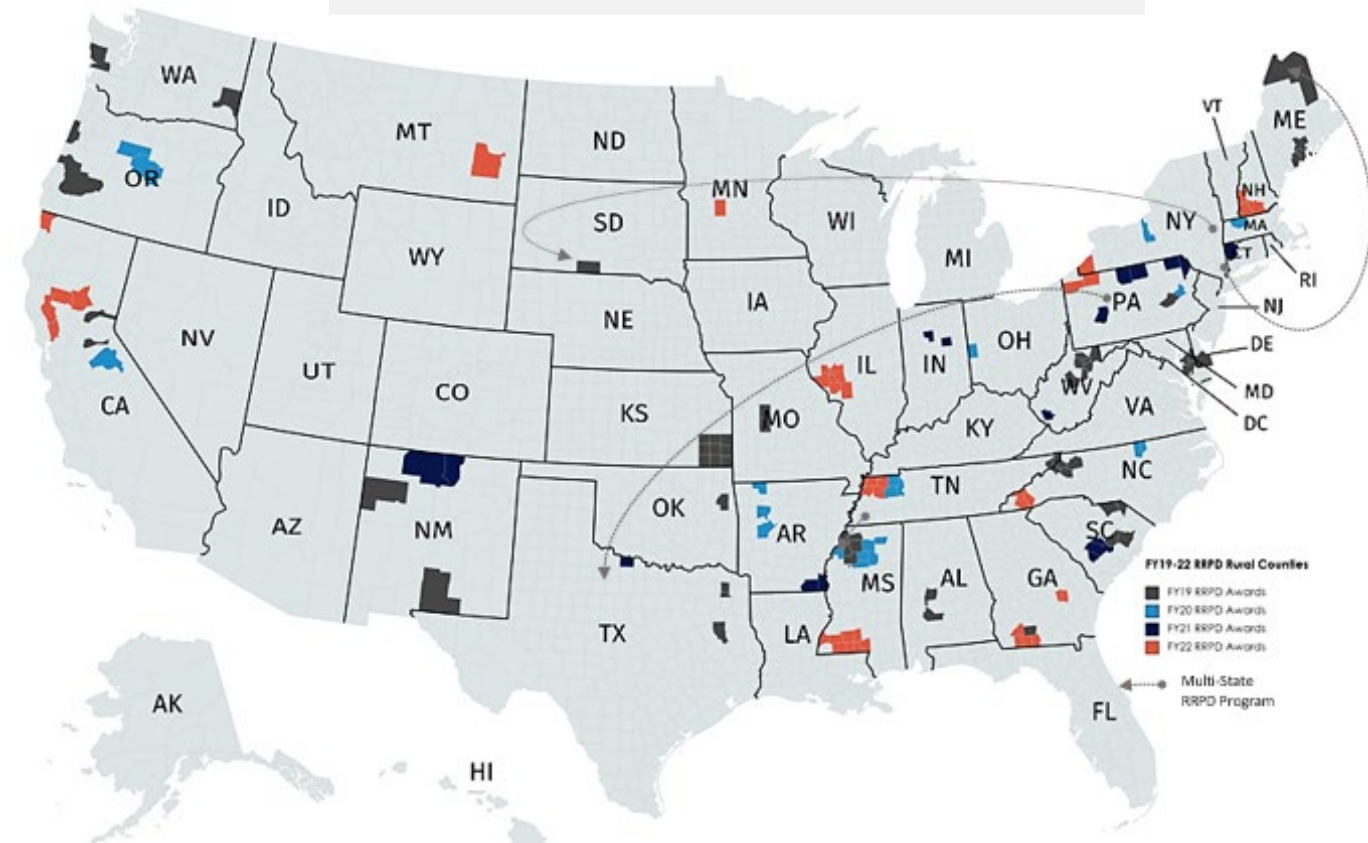 WA
VT
ME
MT
ND
OR
MN
NH
ID
SD
WI
NY
MA
WY
MI
CT
RI
IA
PA
NJ
NE
NV
OH
IL
IN
DE
UT
WV
CA
CO
MD
KS
MO
VA
DC
KY
NC
TN
OK
AZ
NM
AR
SC
FY19-22 RRPD Rural Counties
MS
AL
GA
FY19 RRPD Awards
FY20 RRPD Awards
TX
LA
FY21 RRPD Awards
FY22 RRPD Awards
Multi-State
RRPD Program
AK
FL
HI